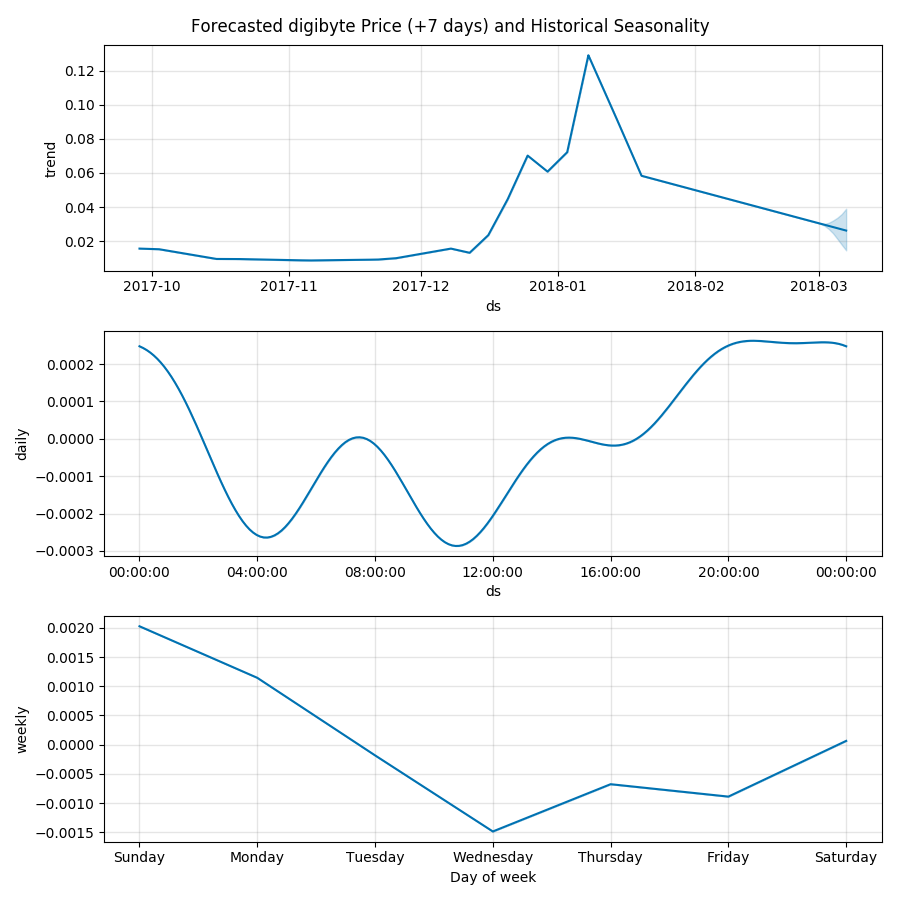 Forecasted digibyte Price (+7 days) and Historical Seasonality
0.12
0.10
0.08
0.06
0.04
0.02
trend
2017-10 2017-11 2017-12 2018-01 2018-02 2018-03
ds
0.0002
0.0001
0.0000
−0.0001
−0.0002
−0.0003
daily
00:00:00 04:00:00 08:00:00 12:00:00 16:00:00 20:00:00 00:00:00
ds
0.0020
0.0015
0.0010
0.0005
0.0000
−0.0005
−0.0010
−0.0015
weekly
Sunday Monday Tuesday Wednesday Thursday Friday Saturday
Day of week